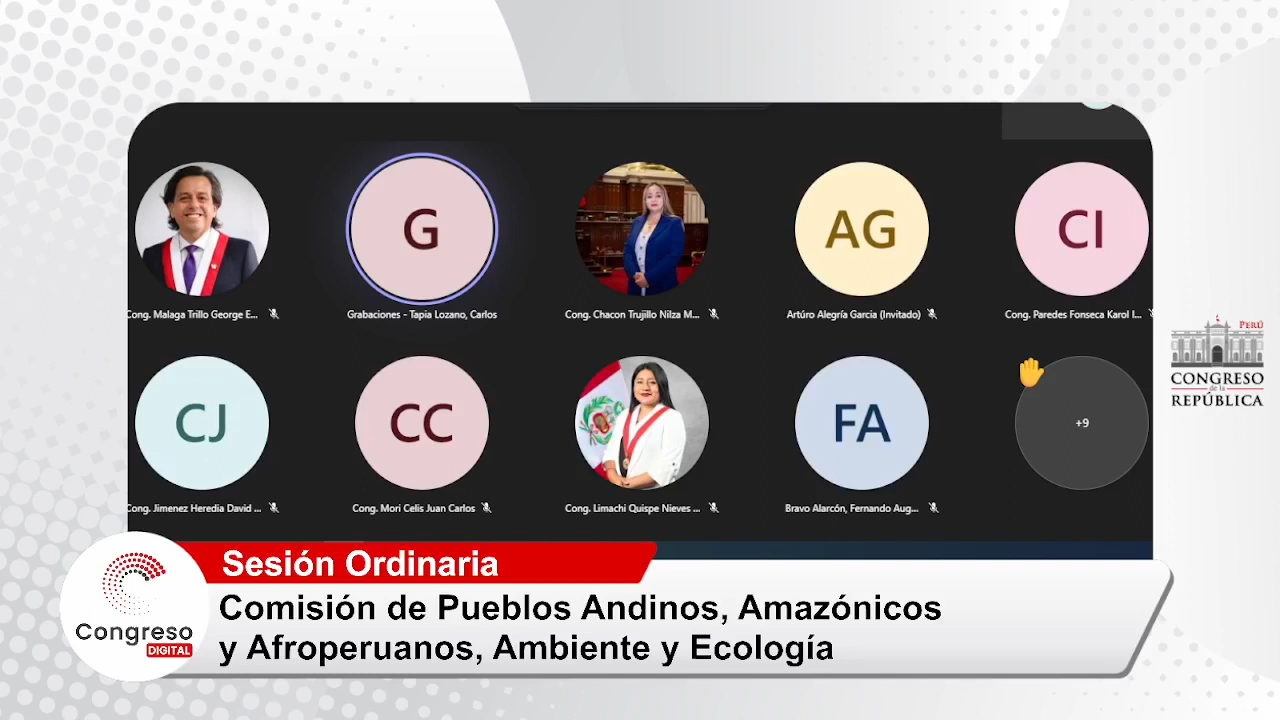 G
AG
CI
Cong. Malaga Trillo George E...
Grabaciones - Tapia Lozano, Carlos
Cong. Chacon Trujillo Nilza M...
Artúro Alegría Garcia (Invitado)
Cong. Paredes Fonseca Karol I...
CJ
CC
FA
+9
Cong. Jimenez Heredia David ...
Cong. Mori Celis Juan Carlos
Cong. Limachi Quispe Nieves ...
Bravo Alarcón, Fernando Aug...
PERÚ
CONGRESO
de la
REPÚBLICA
Congreso
DIGITAL
Sesión Ordinaria
Comisión de Pueblos Andinos, Amazónicos
y Afroperuanos, Ambiente y Ecología